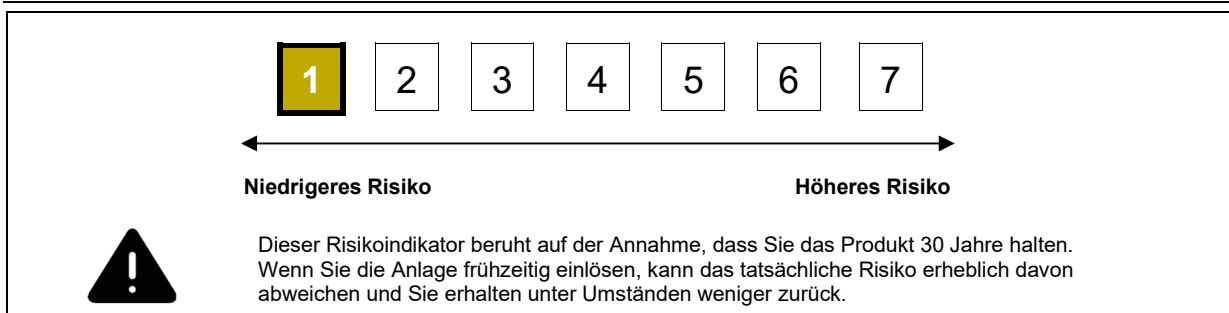 1 2 3 4 5 6 7
Niedrigeres Risiko Höheres Risiko
Dieser Risikoindikator beruht auf der Annahme, dass Sie das Produkt 30 Jahre halten.
Wenn Sie die Anlage frühzeitig einlösen, kann das tatsächliche Risiko erheblich davon
abweichen und Sie erhalten unter Umständen weniger zurück.